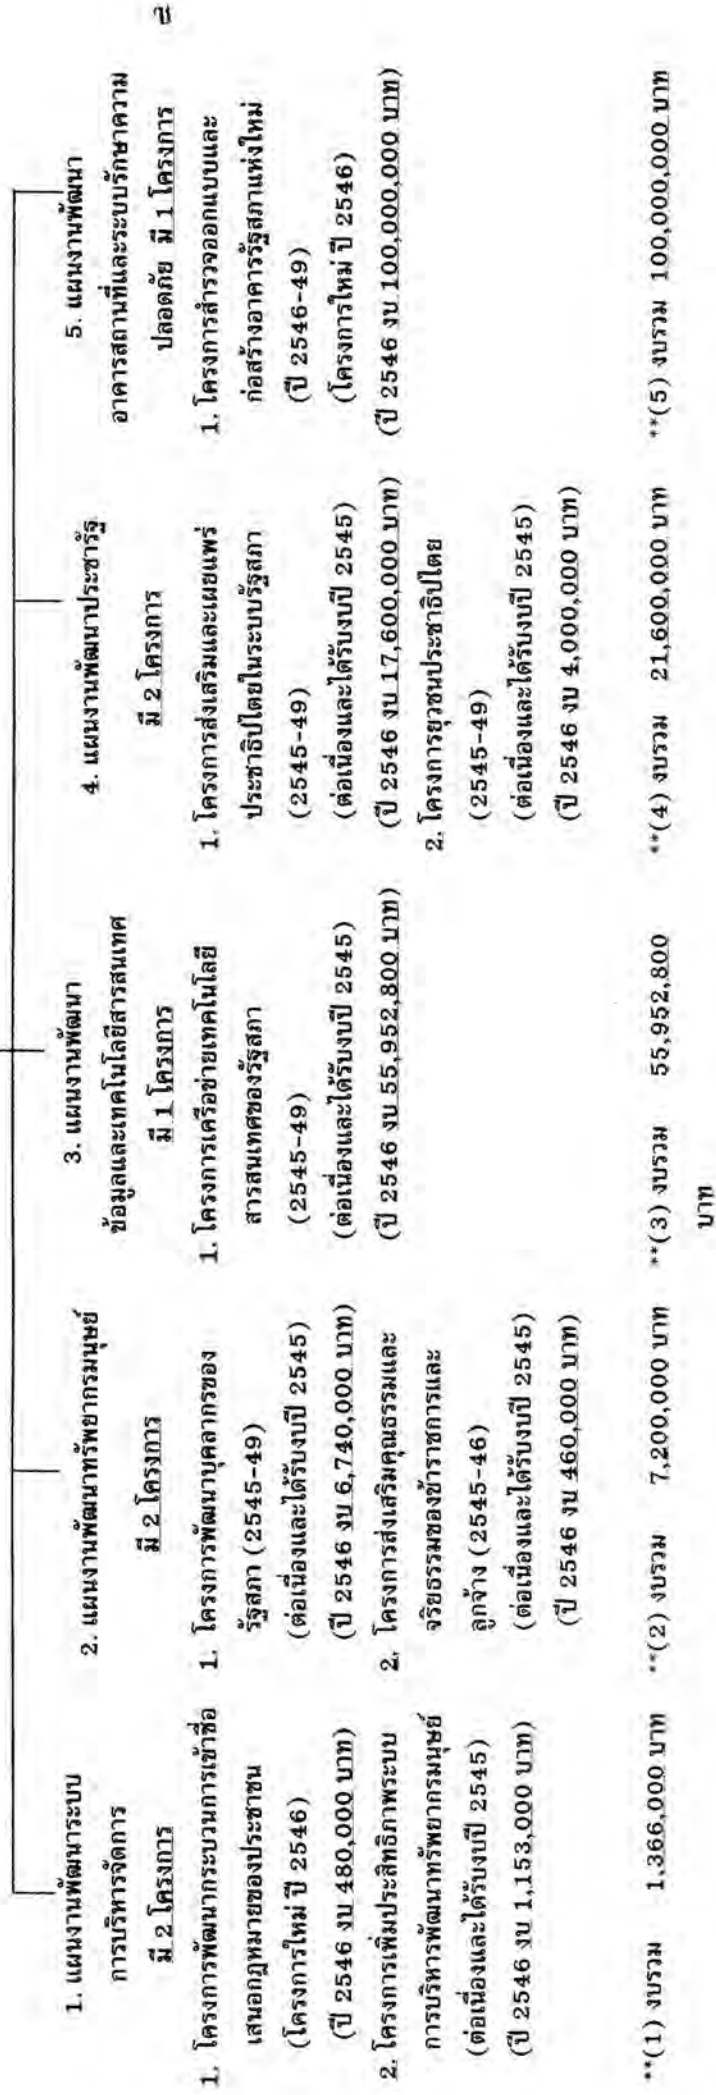 1. แผนงานพัฒนาระบบ
การบริหารจัดการ
มี 2 โครงการ
1. โครงการพัฒนากระบวนการเข้าชื่อ
เสนอกฎหมายของประชาชน
(โครงการใหม่ ปี 2546)
(ปี 2546 งบ 480,000 บาท)
2. โครงการเพิ่มประสิทธิภาพระบบ
การบริหารพัฒนาทรัพยากรมนุษย์
(ต่อเนื่องและได้รับงบปี 2545)
(ปี 2546 งบ 1,153,000 บาท)
**(1) งบรวม 1,366,000 บาท
2. แผนงานพัฒนาทรัพยากรมนุษย์
มี 2 โครงการ
1. โครงการพัฒนาบุคลากรของ
รัฐสภา (2545-49)
(ต่อเนื่องและได้รับงบปี 2545)
(ปี 2546 งบ 6,740,000 บาท)
2. โครงการส่งเสริมคุณธรรมและ
จริยธรรมของข้าราชการและ
ลูกจ้าง (2545-46)
(ต่อเนื่องและได้รับงบปี 2545)
(ปี 2546 งบ 460,000 บาท)
**(2) งบรวม 7,200,000 บาท
3. แผนงานพัฒนา
ข้อมูลและเทคโนโลยีสารสนเทศ
มี 1 โครงการ
1. โครงการเครือข่ายเทคโนโลยี
สารสนเทศของรัฐสภา
(2545-49)
(ต่อเนื่องและได้รับงบปี 2545)
(ปี 2546 งบ 55,952,800 บาท)
**(3) งบรวม 55,952,800
บาท
4. แผนงานพัฒนาประชารัฐ
มี 2 โครงการ
1. โครงการส่งเสริมและเผยแพร่
ประชาธิปไตยในระบบรัฐสภา
(2545-49)
(ต่อเนื่องและได้รับงบปี 2545)
(ปี 2546 งบ 17,600,000 บาท)
2. โครงการยุวชนประชาธิปไตย
(2545-49)
(ต่อเนื่องและได้รับงบปี 2545)
(ปี 2546 งบ 4,000,000 บาท)
**(4) งบรวม 21,600,000 บาท
5. แผนงานพัฒนา
อาคารสถานที่และระบบรักษาความ
ปลอดภัย มี 1 โครงการ
1. โครงการสำรวจออกแบบและ
ก่อสร้างอาคารรัฐสภาแห่งใหม่
(ปี 2546-49)
(โครงการใหม่ ปี 2546)
(ปี 2546 งบ 100,000,000 บาท)
**(5) งบรวม 100,000,000 บาท